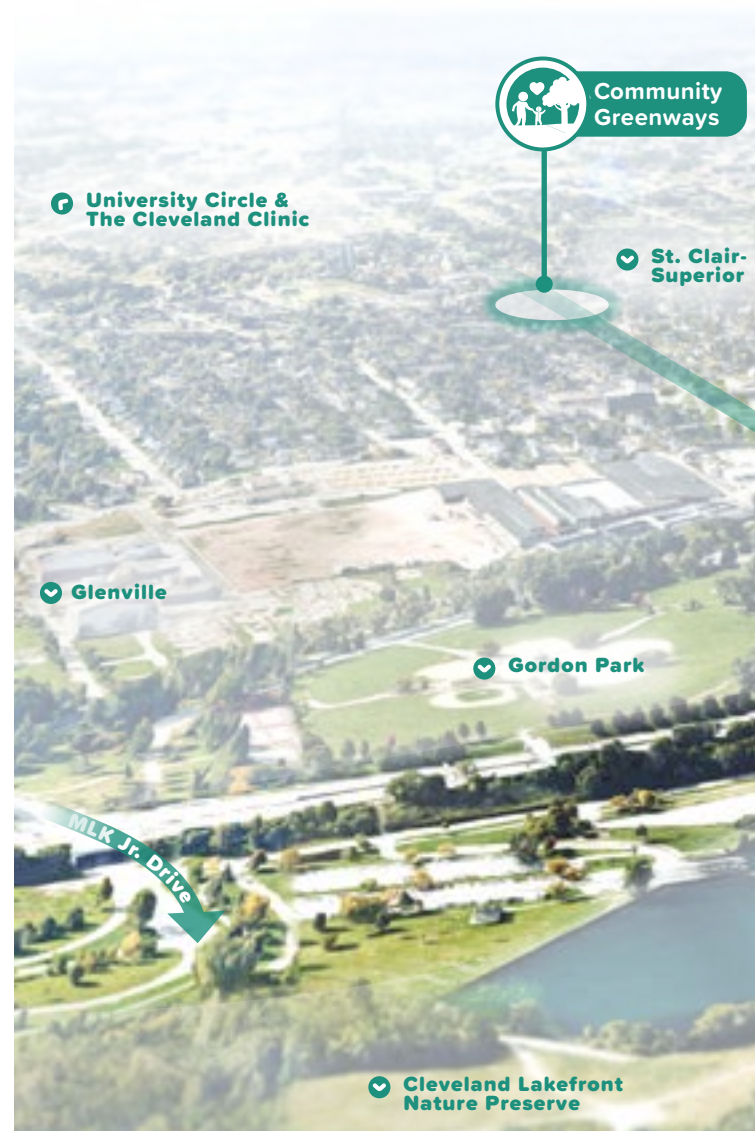 Community
Greenways
University Circle &
The Cleveland Clinic
St. Clair-
Superior
Glenville
Gordon Park
MLK Jr. Drive
Cleveland Lakefront
Nature Preserve